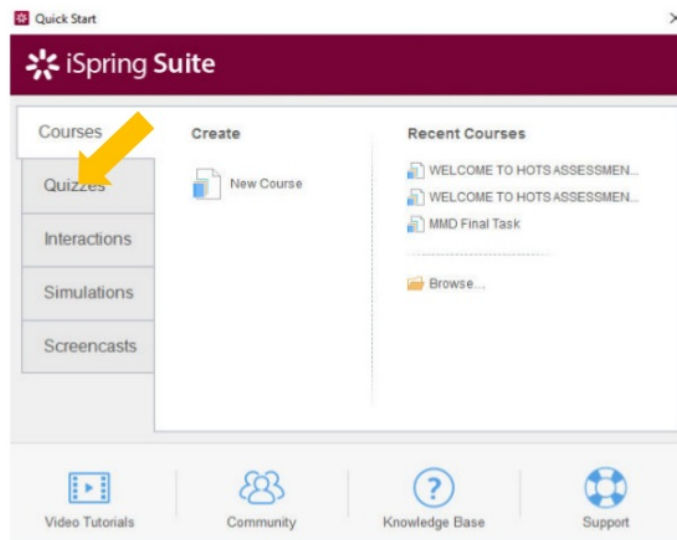 Quick Start
iSpring Suite
Courses
Quizzes
Interactions
Simulations
Screencasts
Create
New Course
Recent Courses
WELCOME TO HOTS ASSESSMEN...
WELCOME TO HOTS ASSESSMEN...
MMD Final Task
Browse...
Video Tutorials
Community
Knowledge Base
Support